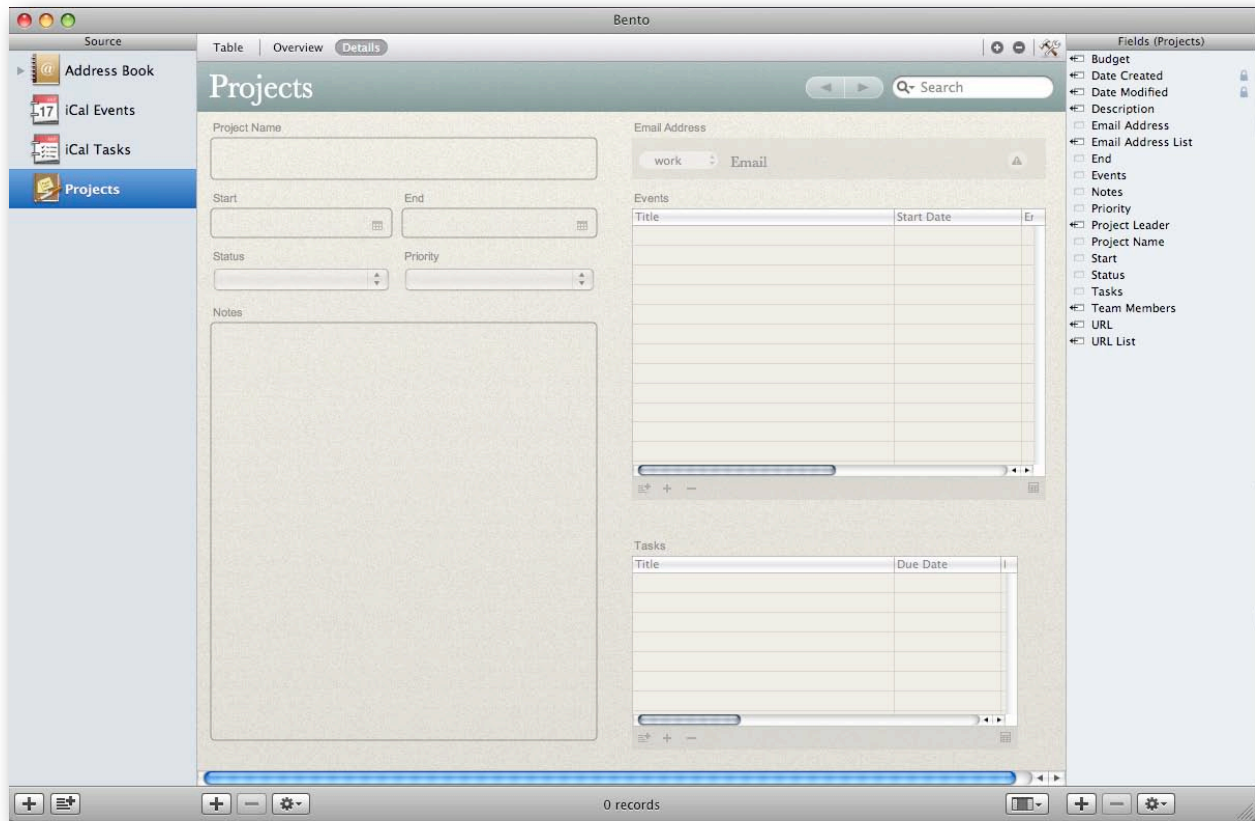 Bento
Source
Address Book
17
iCal Events
iCal Tasks
Projects
Table Overview Details
Projects
Search
Project Name
Start End
Status Priority
Notes
Email Address
work Email
Events
Title Start Date Er
Tasks
Title Due Date
Fields (Projects)
Budget
Date Created
Date Modified
Description
Email Address
Email Address List
End
Events
Notes
Priority
Project Leader
Project Name
Start
Status
Tasks
Team Members
URL
URL List
0 records